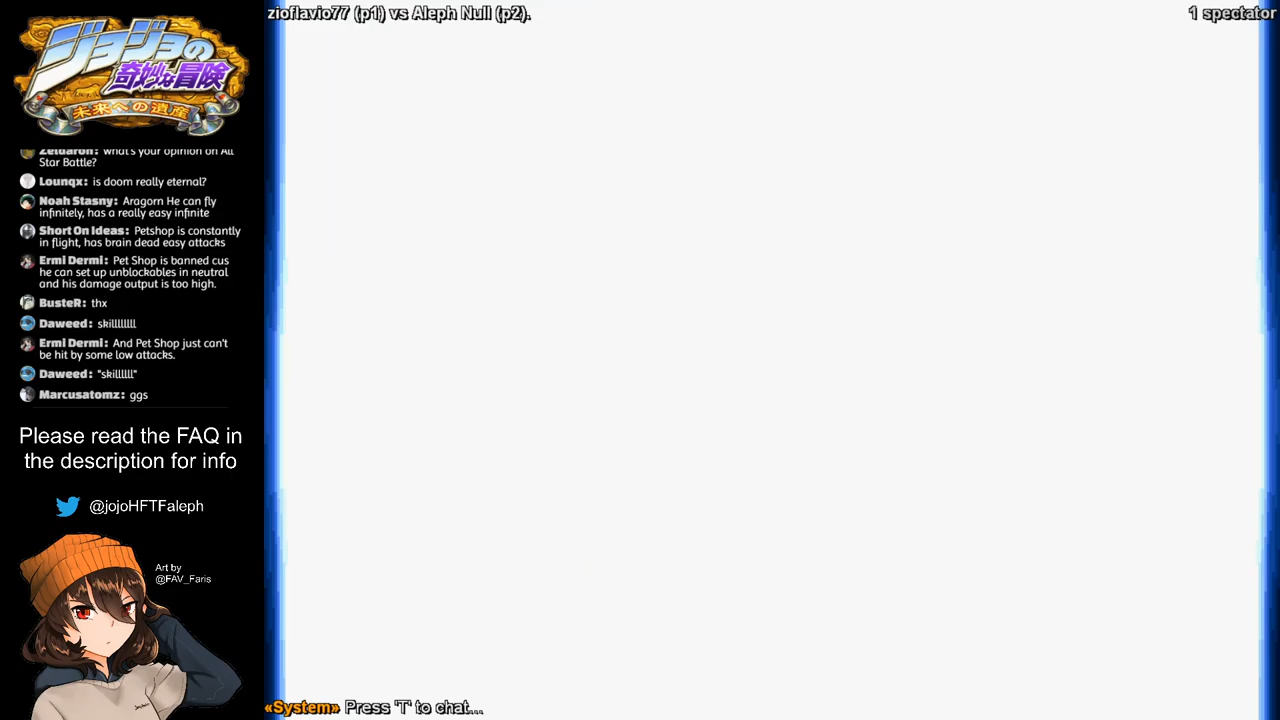 zioflavio77 (p1) vs Aleph Null (p2).
1 spectator
ジョジョの
奇妙な冒険
未来への遺産
Zeldaron: what's your opinion on All
Star Battle?
Lounqx: is doom really eternal?
Noah Stasny: Aragorn He can fly
infinitely, has a really easy infinite
Short On Ideas: Petshop is constantly
in flight, has brain dead easy attacks
Ermi Dermi: Pet Shop is banned cus
he can set up unblockables in neutral
and his damage output is too high.
BusteR: thx
Daweed: skillllllll
Ermi Dermi: And Pet Shop just can't
be hit by some low attacks.
Daweed: "skillllll"
Marcusatomz: ggs
Please read the FAQ in
the description for info
@jojoHFTFaleph
Art by
@FAV_Faris
«System» Press 'T' to chat...